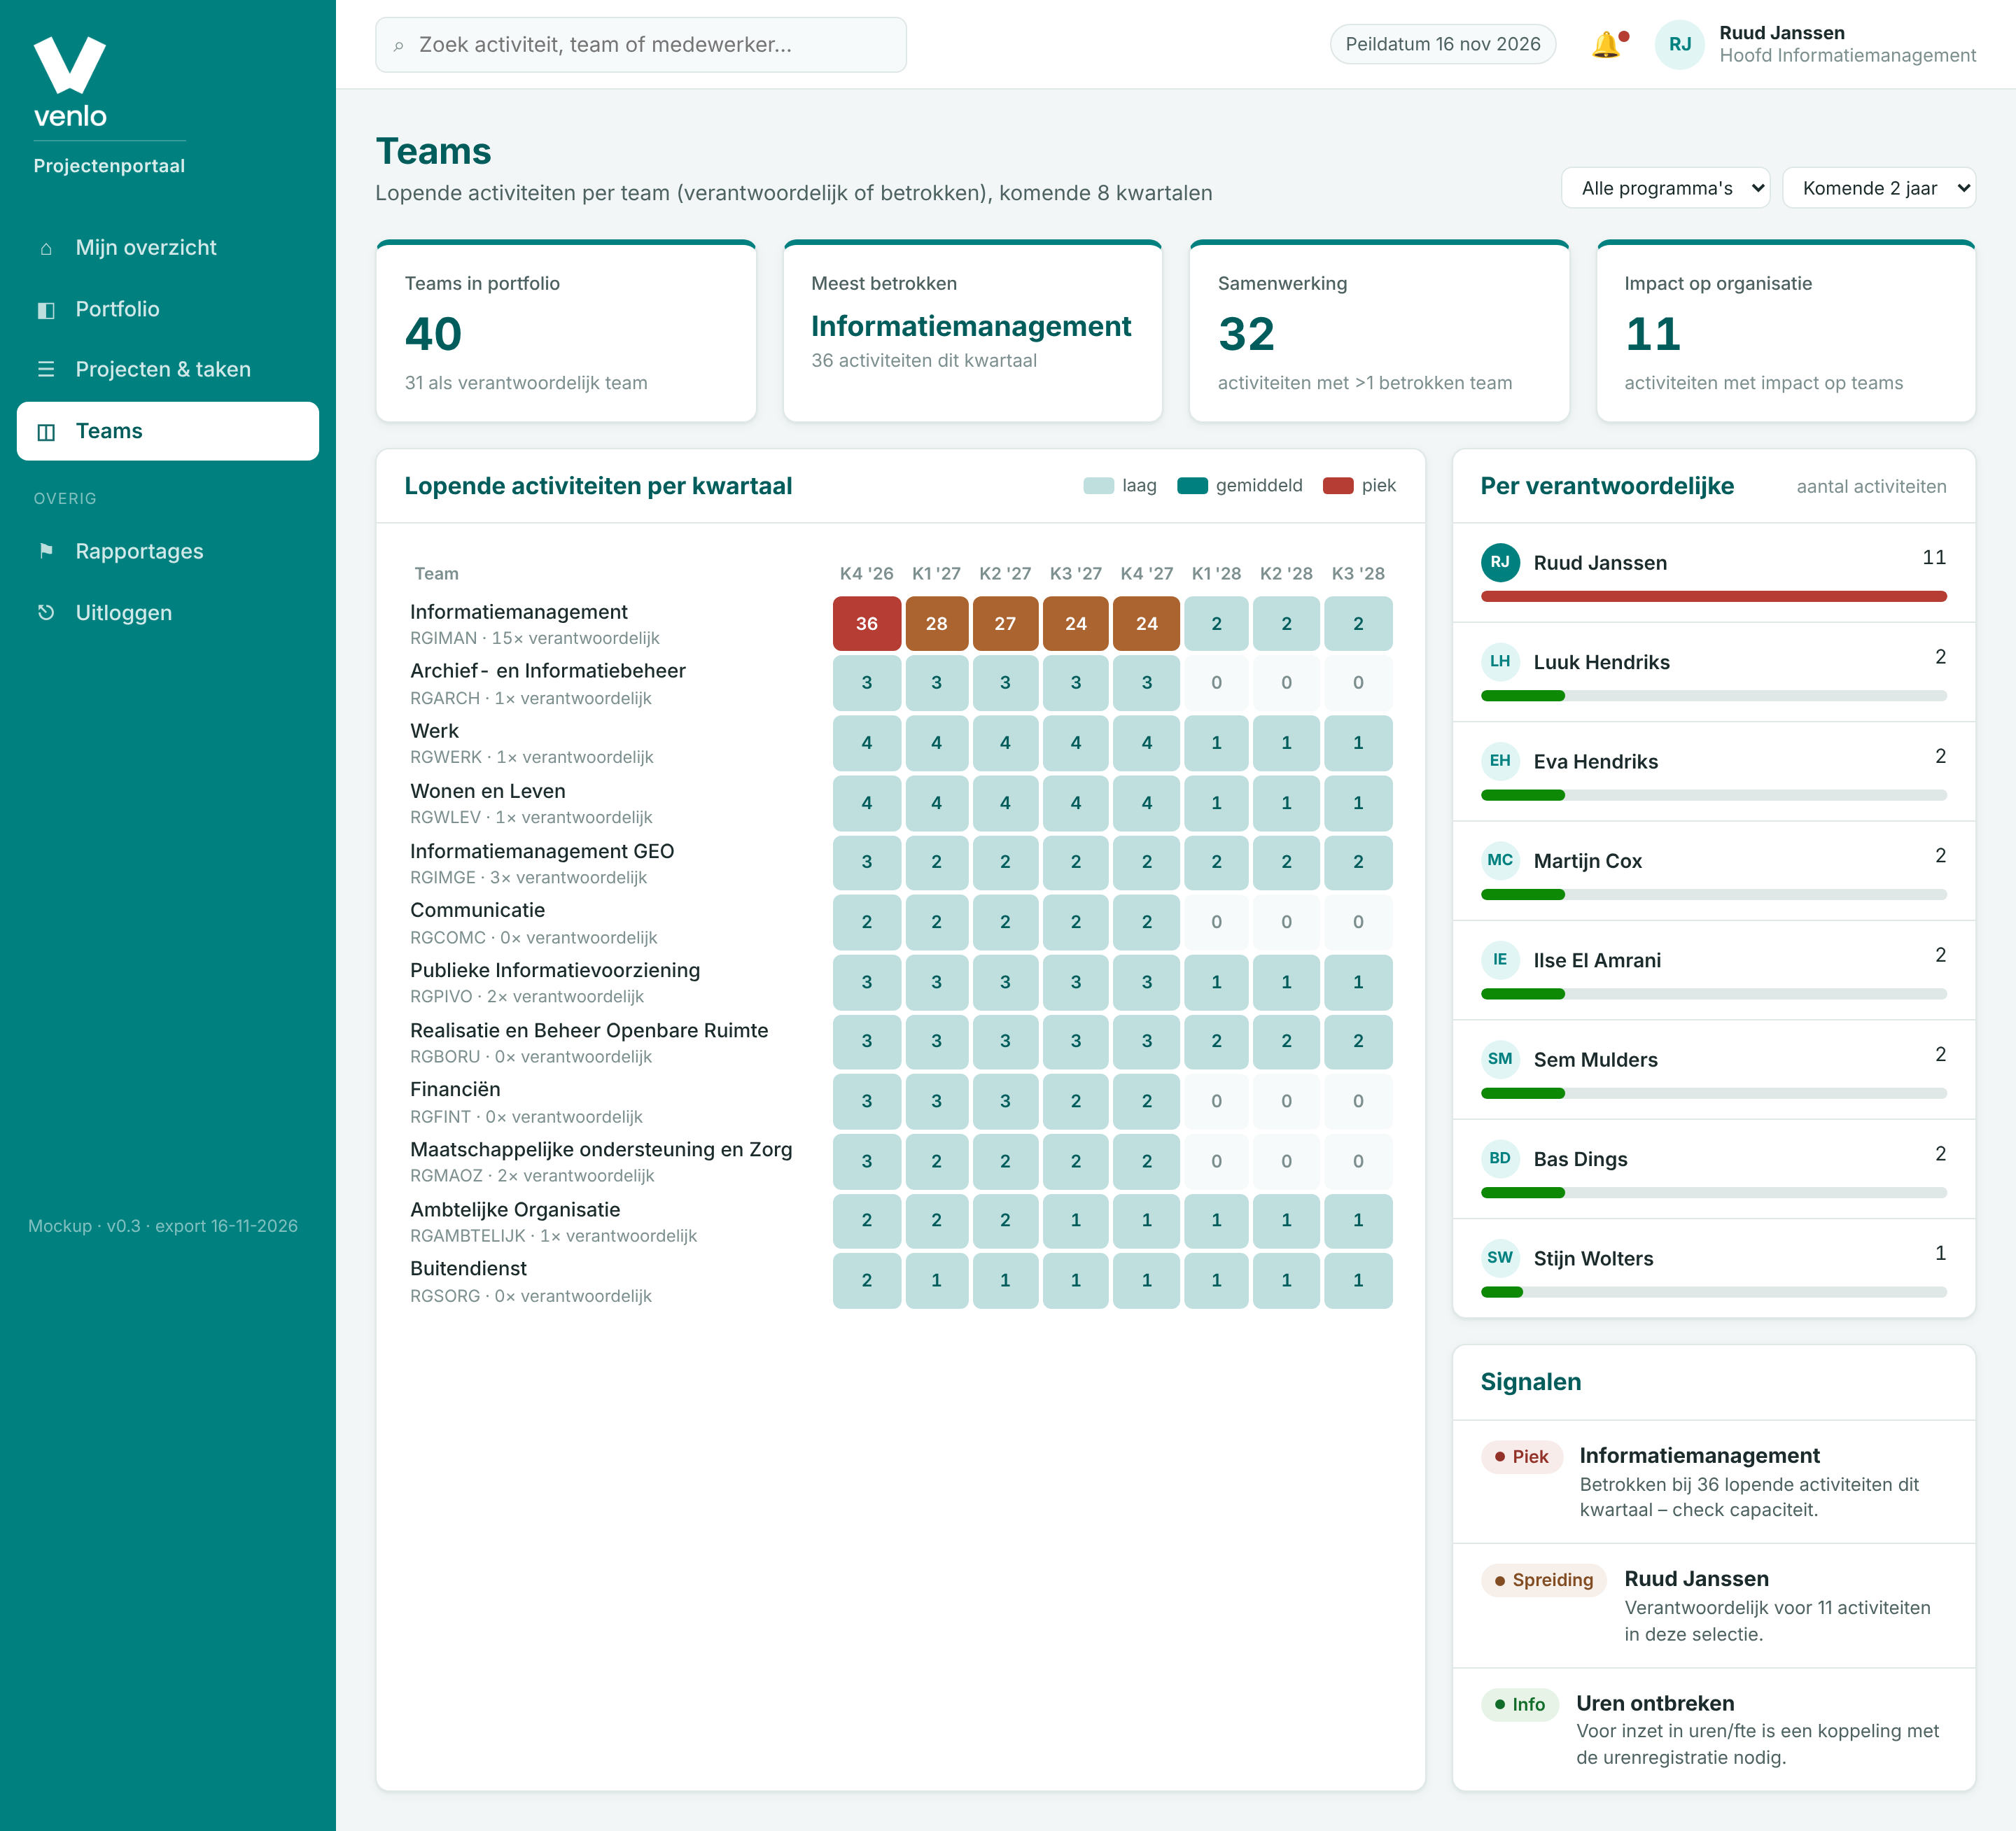 venlo
Projectenportaal
Mijn overzicht
Portfolio
Projecten & taken
Teams
OVERIG
Rapportages
Uitloggen
Mockup · v0.3 · export 16-11-2026
Zoek activiteit, team of medewerker...
Peildatum 16 nov 2026
RJ
Ruud Janssen
Hoofd Informatiemanagement
Teams
Lopende activiteiten per team (verantwoordelijk of betrokken), komende 8 kwartalen
Alle programma's
Komende 2 jaar
Teams in portfolio
40
31 als verantwoordelijk team
Meest betrokken
Informatiemanagement
36 activiteiten dit kwartaal
Samenwerking
32
activiteiten met >1 betrokken team
Impact op organisatie
11
activiteiten met impact op teams
Lopende activiteiten per kwartaal
laag gemiddeld piek
Team K4 '26 K1 '27 K2 '27 K3 '27 K4 '27 K1 '28 K2 '28 K3 '28
Informatiemanagement
RGIMAN · 15× verantwoordelijk
36 28 27 24 24 2 2 2
Archief- en Informatiebeheer
RGARCH · 1× verantwoordelijk
3 3 3 3 3 0 0 0
Werk
RGWERK · 1× verantwoordelijk
4 4 4 4 4 1 1 1
Wonen en Leven
RGWLEV · 1× verantwoordelijk
4 4 4 4 4 1 1 1
Informatiemanagement GEO
RGIMGE · 3× verantwoordelijk
3 2 2 2 2 2 2 2
Communicatie
RGCOMC · 0× verantwoordelijk
2 2 2 2 2 0 0 0
Publieke Informatievoorziening
RGPIVO · 2× verantwoordelijk
3 3 3 3 3 1 1 1
Realisatie en Beheer Openbare Ruimte
RGBORU · 0× verantwoordelijk
3 3 3 3 3 2 2 2
Financiën
RGFINT · 0× verantwoordelijk
3 3 3 2 2 0 0 0
Maatschappelijke ondersteuning en Zorg
RGMAOZ · 2× verantwoordelijk
3 2 2 2 2 0 0 0
Ambtelijke Organisatie
RGAMBTELIJK · 1× verantwoordelijk
2 2 2 1 1 1 1 1
Buitendienst
RGSORG · 0× verantwoordelijk
2 1 1 1 1 1 1 1
Per verantwoordelijke
aantal activiteiten
RJ Ruud Janssen 11
LH Luuk Hendriks 2
EH Eva Hendriks 2
MC Martijn Cox 2
IE Ilse El Amrani 2
SM Sem Mulders 2
BD Bas Dings 2
SW Stijn Wolters 1
Signalen
Piek
Informatiemanagement
Betrokken bij 36 lopende activiteiten dit
kwartaal – check capaciteit.
Spreiding
Ruud Janssen
Verantwoordelijk voor 11 activiteiten
in deze selectie.
Info
Uren ontbreken
Voor inzet in uren/fte is een koppeling met
de urenregistratie nodig.